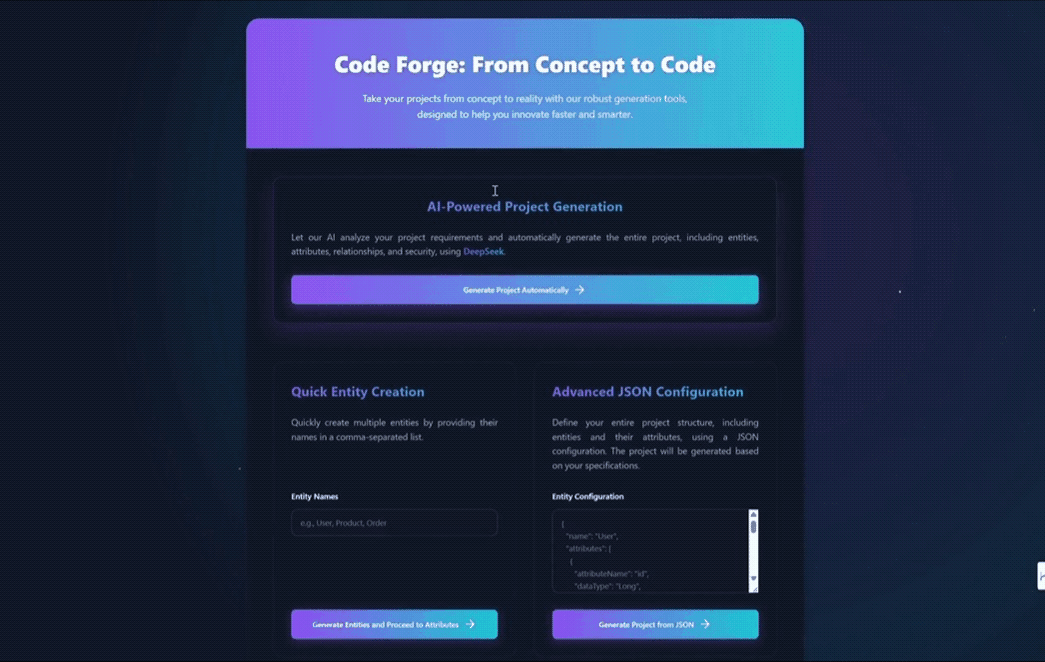 Code Forge: From Concept to Code
Take your projects from concept to reality with our robust generation tools,
designed to help you innovate faster and smarter.
AI-Powered Project Generation
Let our AI analyze your project requirements and automatically generate the entire project, including entities,
attributes, relationships, and security, using DeepSeek.
Generate Project Automatically →
Quick Entity Creation
Quickly create multiple entities by providing their
names in a comma-separated list.
Entity Names
e.g., User, Product, Order
Generate Entities and Proceed to Attributes →
Advanced JSON Configuration
Define your entire project structure, including
entities and their attributes, using a JSON
configuration. The project will be generated based
on your specifications.
Entity Configuration
{
"name": "User",
"attributes": [
{
"attributeName": "id",
"dataType": "Long",
Generate Project from JSON →